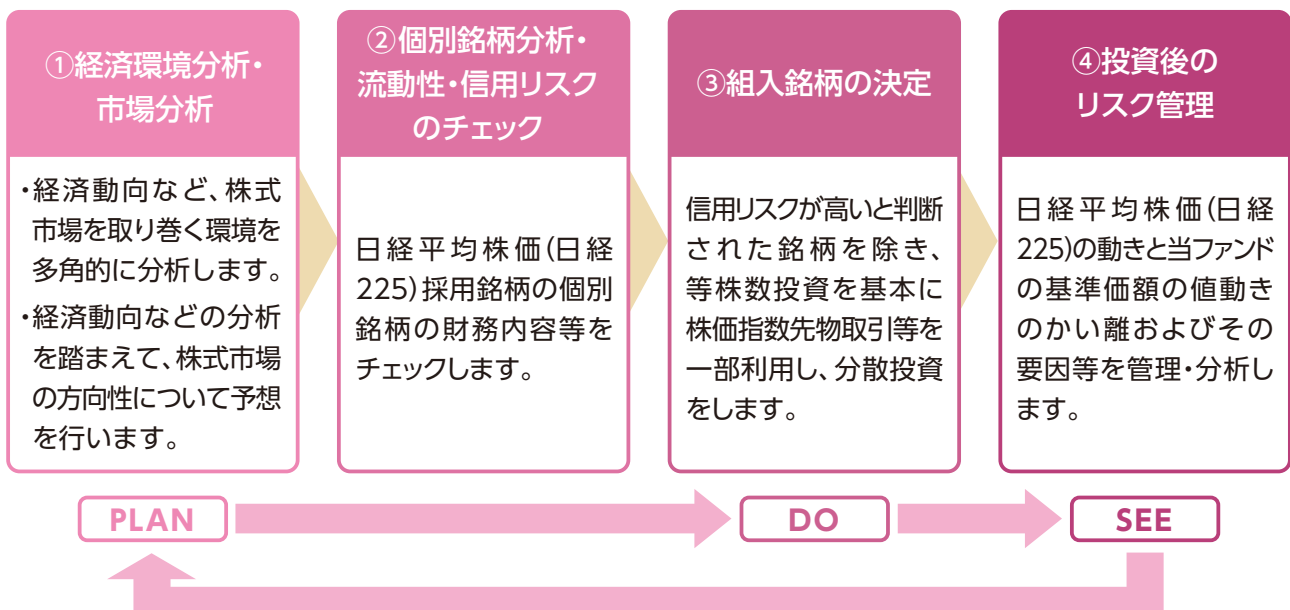 ①経済環境分析・
市場分析
・経済動向など、株式
市場を取り巻く環境を
多角的に分析します。
・経済動向などの分析
を踏まえて、株式市場
の方向性について予想
を行います。
②個別銘柄分析・
流動性・信用リスク
のチェック
日経平均株価(日経
225)採用銘柄の個別
銘柄の財務内容等を
チェックします。
③組入銘柄の決定
信用リスクが高いと判断
された銘柄を除き、
等株数投資を基本に
株価指数先物取引等を
一部利用し、分散投資
をします。
④投資後の
リスク管理
日経平均株価(日経
225)の動きと当ファンド
の基準価額の値動き
のかい離およびその
要因等を管理・分析し
ます。
PLAN
DO
SEE